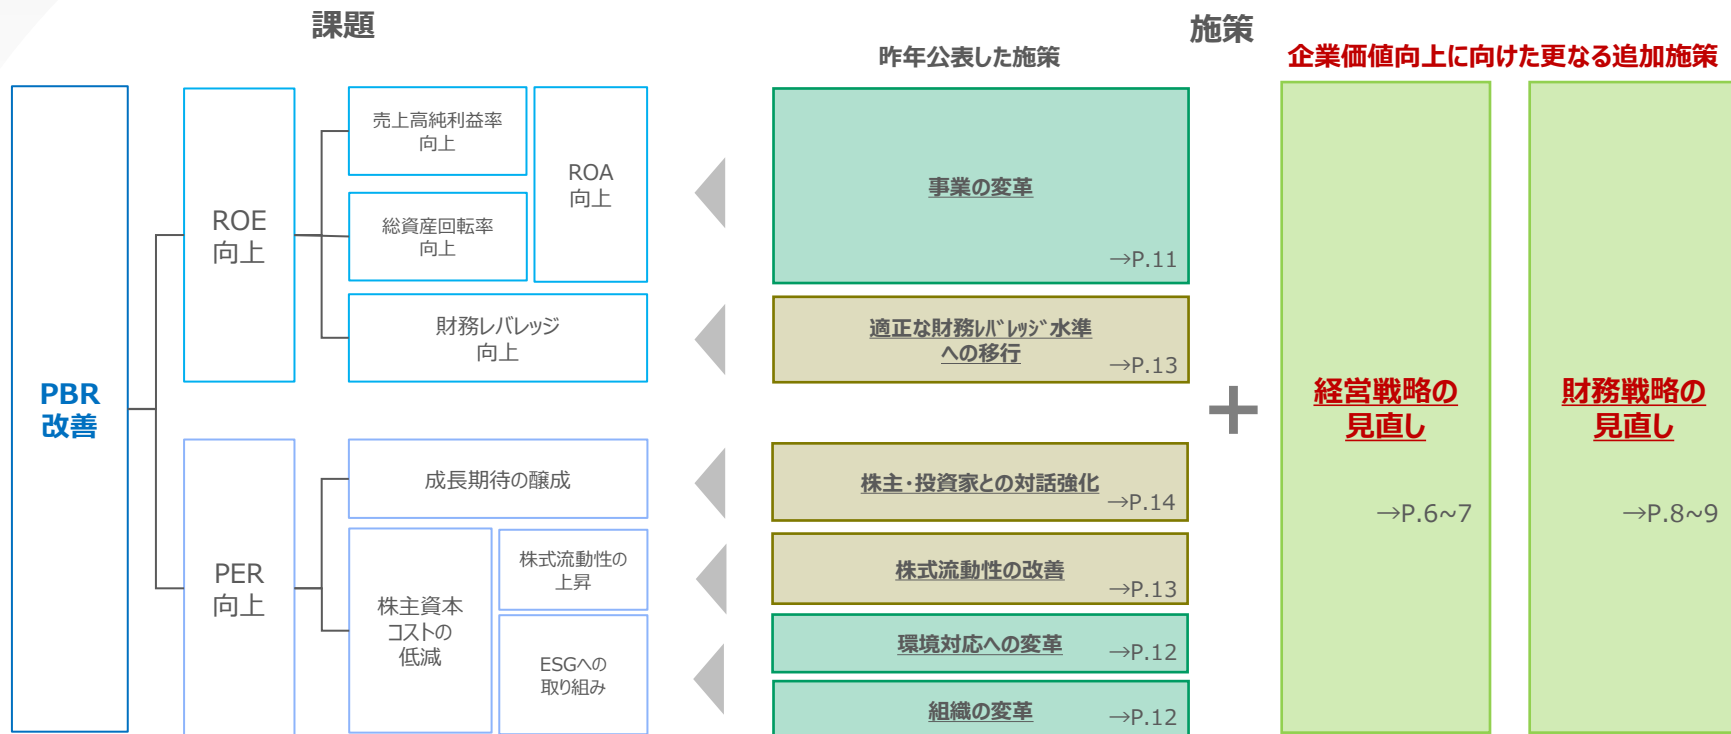 課題
施策
昨年公表した施策
企業価値向上に向けた更なる追加施策
PBR
改善
ROE
向上
売上高純利益率
向上
総資産回転率
向上
ROA
向上
財務レバレッジ
向上
PER
向上
成長期待の醸成
株主資本
コストの
低減
株式流動性の
上昇
ESGへの
取り組み
事業の変革
→P.11
適正な財務ﾚﾊﾞﾚｯｼﾞ水準
への移行
→P.13
株主・投資家との対話強化
→P.14
株式流動性の改善
→P.13
環境対応への変革
→P.12
組織の変革
→P.12
+
経営戦略の
見直し
→P.6~7
財務戦略の
見直し
→P.8~9